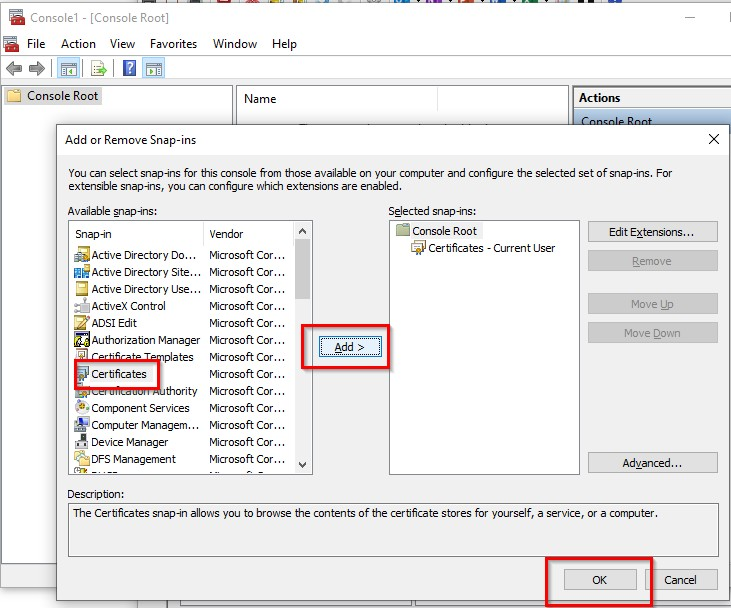 Console1 - [Console Root]
File Action View Favorites Window Help
Console Root
Name
Actions
Console Root
Add or Remove Snap-ins
You can select snap-ins for this console from those available on your computer and configure the selected set of snap-ins. For
extensible snap-ins, you can configure which extensions are enabled.
Available snap-ins:
Snap-in Vendor
Active Directory Do... Microsoft Cor...
Active Directory Site... Microsoft Cor...
Active Directory Use... Microsoft Cor...
ActiveX Control Microsoft Cor...
ADSI Edit Microsoft Cor...
Authorization Manager Microsoft Cor...
Certificate Templates Microsoft Cor...
Certificates Microsoft Cor...
Certification Authority Microsoft Cor...
Component Services Microsoft Cor...
Computer Managem... Microsoft Cor...
Device Manager Microsoft Cor...
DFS Management Microsoft Cor...
Add >
Selected snap-ins:
Console Root
Certificates - Current User
Edit Extensions...
Remove
Move Up
Move Down
Advanced...
Description:
The Certificates snap-in allows you to browse the contents of the certificate stores for yourself, a service, or a computer.
OK
Cancel